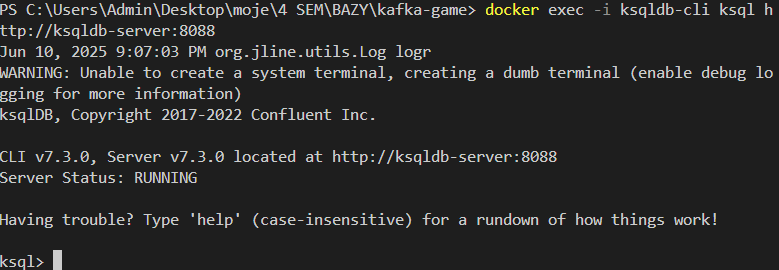 PS C:\Users\Admin\Desktop\moje\4 SEM\BAZY\kafka-game> docker exec -i ksqldb-cli ksql h
ttp://ksqldb-server:8088
Jun 10, 2025 9:07:03 PM org.jline.utils.Log logr
WARNING: Unable to create a system terminal, creating a dumb terminal (enable debug lo
gging for more information)
ksqlDB, Copyright 2017-2022 Confluent Inc.
CLI v7.3.0, Server v7.3.0 located at http://ksqldb-server:8088
Server Status: RUNNING
Having trouble? Type 'help' (case-insensitive) for a rundown of how things work!
ksql>